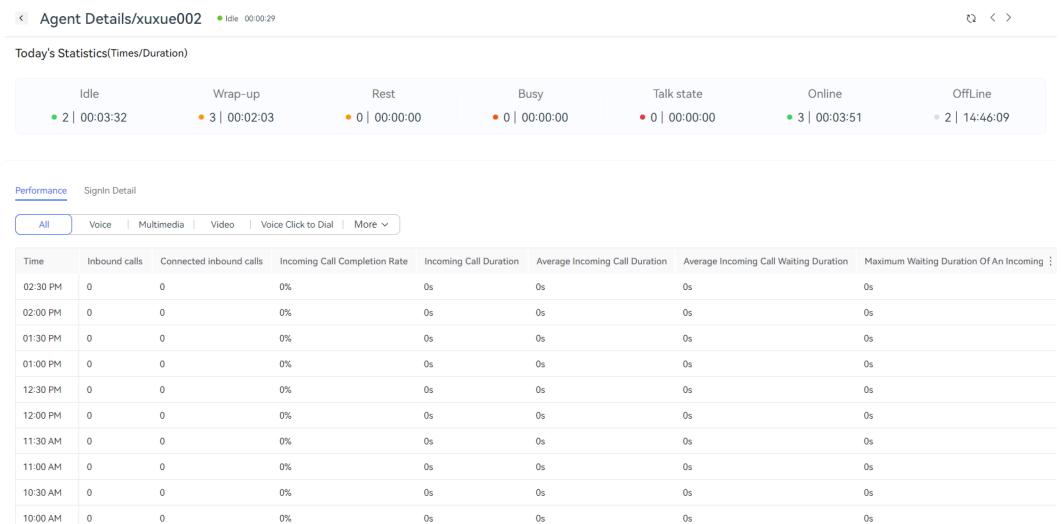 Agent Details/xuxue002 Idle 00:00:29
Today's Statistics(Times/Duration)
Idle Wrap-up Rest Busy Talk state Online OffLine
2 | 00:03:32 3 | 00:02:03 0 | 00:00:00 0 | 00:00:00 0 | 00:00:00 3 | 00:03:51 2 | 14:46:09
Performance SignIn Detail
All Voice Multimedia Video Voice Click to Dial More
Time Inbound calls Connected inbound calls Incoming Call Completion Rate Incoming Call Duration Average Incoming Call Duration Average Incoming Call Waiting Duration Maximum Waiting Duration Of An Incoming
02:30 PM 0 0 0% 0s 0s 0s 0s
02:00 PM 0 0 0% 0s 0s 0s 0s
01:30 PM 0 0 0% 0s 0s 0s 0s
01:00 PM 0 0 0% 0s 0s 0s 0s
12:30 PM 0 0 0% 0s 0s 0s 0s
12:00 PM 0 0 0% 0s 0s 0s 0s
11:30 AM 0 0 0% 0s 0s 0s 0s
11:00 AM 0 0 0% 0s 0s 0s 0s
10:30 AM 0 0 0% 0s 0s 0s 0s
10:00 AM 0 0 0% 0s 0s 0s 0s